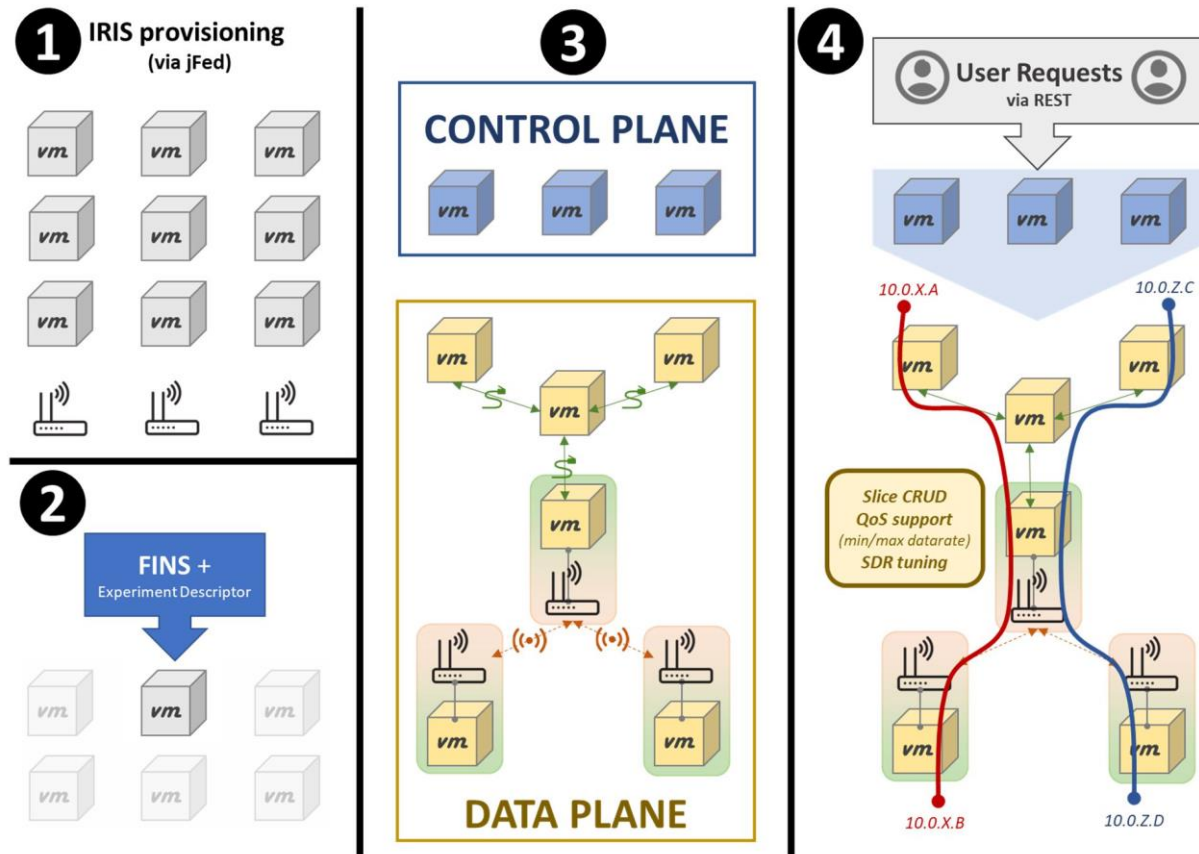 1
IRIS provisioning
(via jFed)
vm vm vm
vm vm vm
vm vm vm
2
FINS +
Experiment Descriptor
vm vm vm
vm vm vm
3
CONTROL PLANE
vm vm vm
vm vm
vm
vm
vm vm
DATA PLANE
4
User Requests
via REST
vm vm vm
10.0.X.A 10.0.Z.C
vm vm
vm
Slice CRUD
QoS support
(min/max datarate)
SDR tuning
vm
vm vm
10.0.X.B 10.0.Z.D